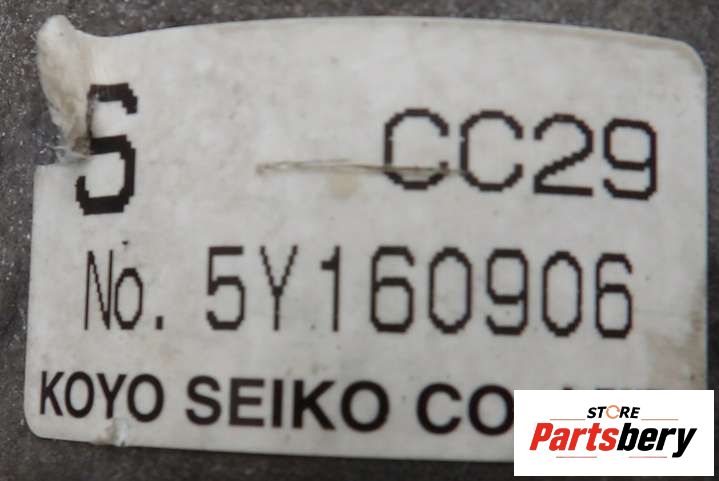 S CC29
No. 5Y160906
KOYO SEIKO CO
STORE
Partsbery